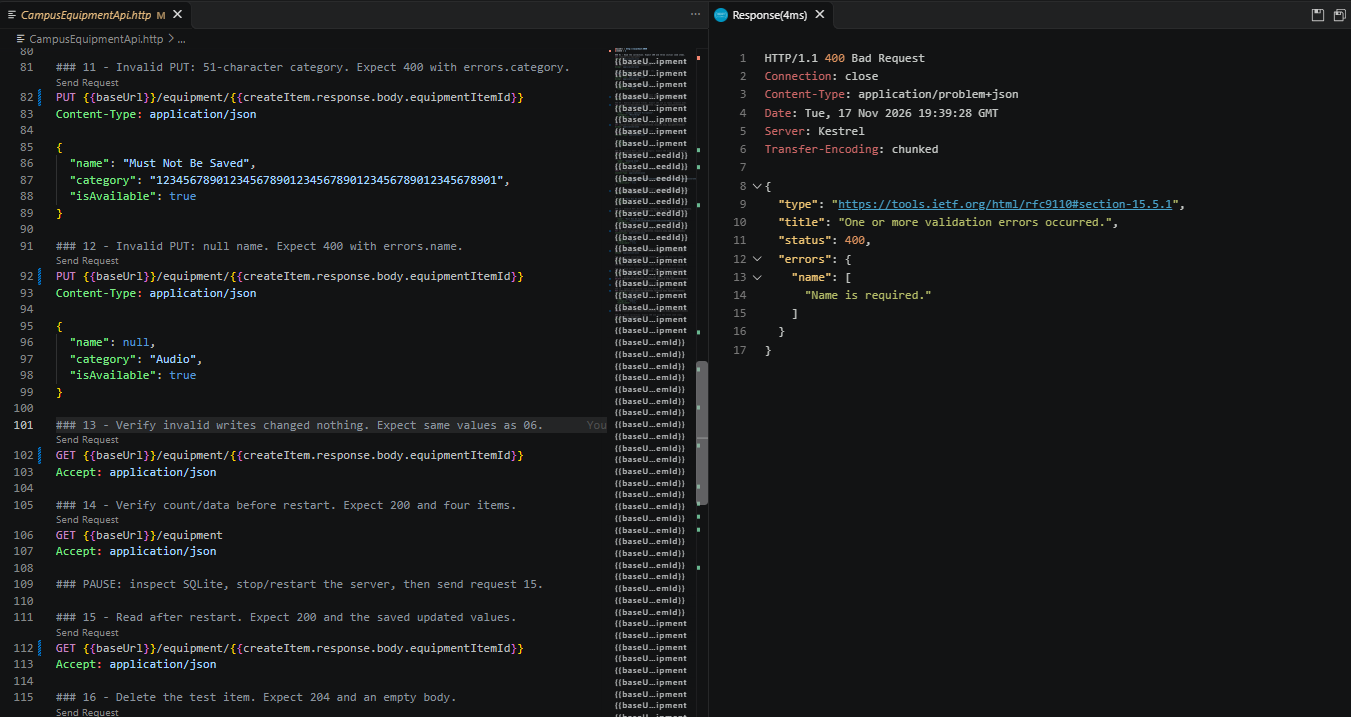 CampusEquipmentApi.http M
CampusEquipmentApi.http > ...
80
81 ### 11 - Invalid PUT: 51-character category. Expect 400 with errors.category.
Send Request
82 PUT {{baseUrl}}/equipment/{{createItem.response.body.equipmentItemId}}
83 Content-Type: application/json
84
85 {
86 "name": "Must Not Be Saved",
87 "category": "123456789012345678901234567890123456789012345678901",
88 "isAvailable": true
89 }
90
91 ### 12 - Invalid PUT: null name. Expect 400 with errors.name.
Send Request
92 PUT {{baseUrl}}/equipment/{{createItem.response.body.equipmentItemId}}
93 Content-Type: application/json
94
95 {
96 "name": null,
97 "category": "Audio",
98 "isAvailable": true
99 }
100
101 ### 13 - Verify invalid writes changed nothing. Expect same values as 06. You
Send Request
102 GET {{baseUrl}}/equipment/{{createItem.response.body.equipmentItemId}}
103 Accept: application/json
104
105 ### 14 - Verify count/data before restart. Expect 200 and four items.
Send Request
106 GET {{baseUrl}}/equipment
107 Accept: application/json
108
109 ### PAUSE: inspect SQLite, stop/restart the server, then send request 15.
110
111 ### 15 - Read after restart. Expect 200 and the saved updated values.
Send Request
112 GET {{baseUrl}}/equipment/{{createItem.response.body.equipmentItemId}}
113 Accept: application/json
114
115 ### 16 - Delete the test item. Expect 204 and an empty body.
Send Request
Response(4ms)
1 HTTP/1.1 400 Bad Request
2 Connection: close
3 Content-Type: application/problem+json
4 Date: Tue, 17 Nov 2026 19:39:28 GMT
5 Server: Kestrel
6 Transfer-Encoding: chunked
7
8 {
9 "type": "https://tools.ietf.org/html/rfc9110#section-15.5.1",
10 "title": "One or more validation errors occurred.",
11 "status": 400,
12 "errors": {
13 "name": [
14 "Name is required."
15 ]
16 }
17 }